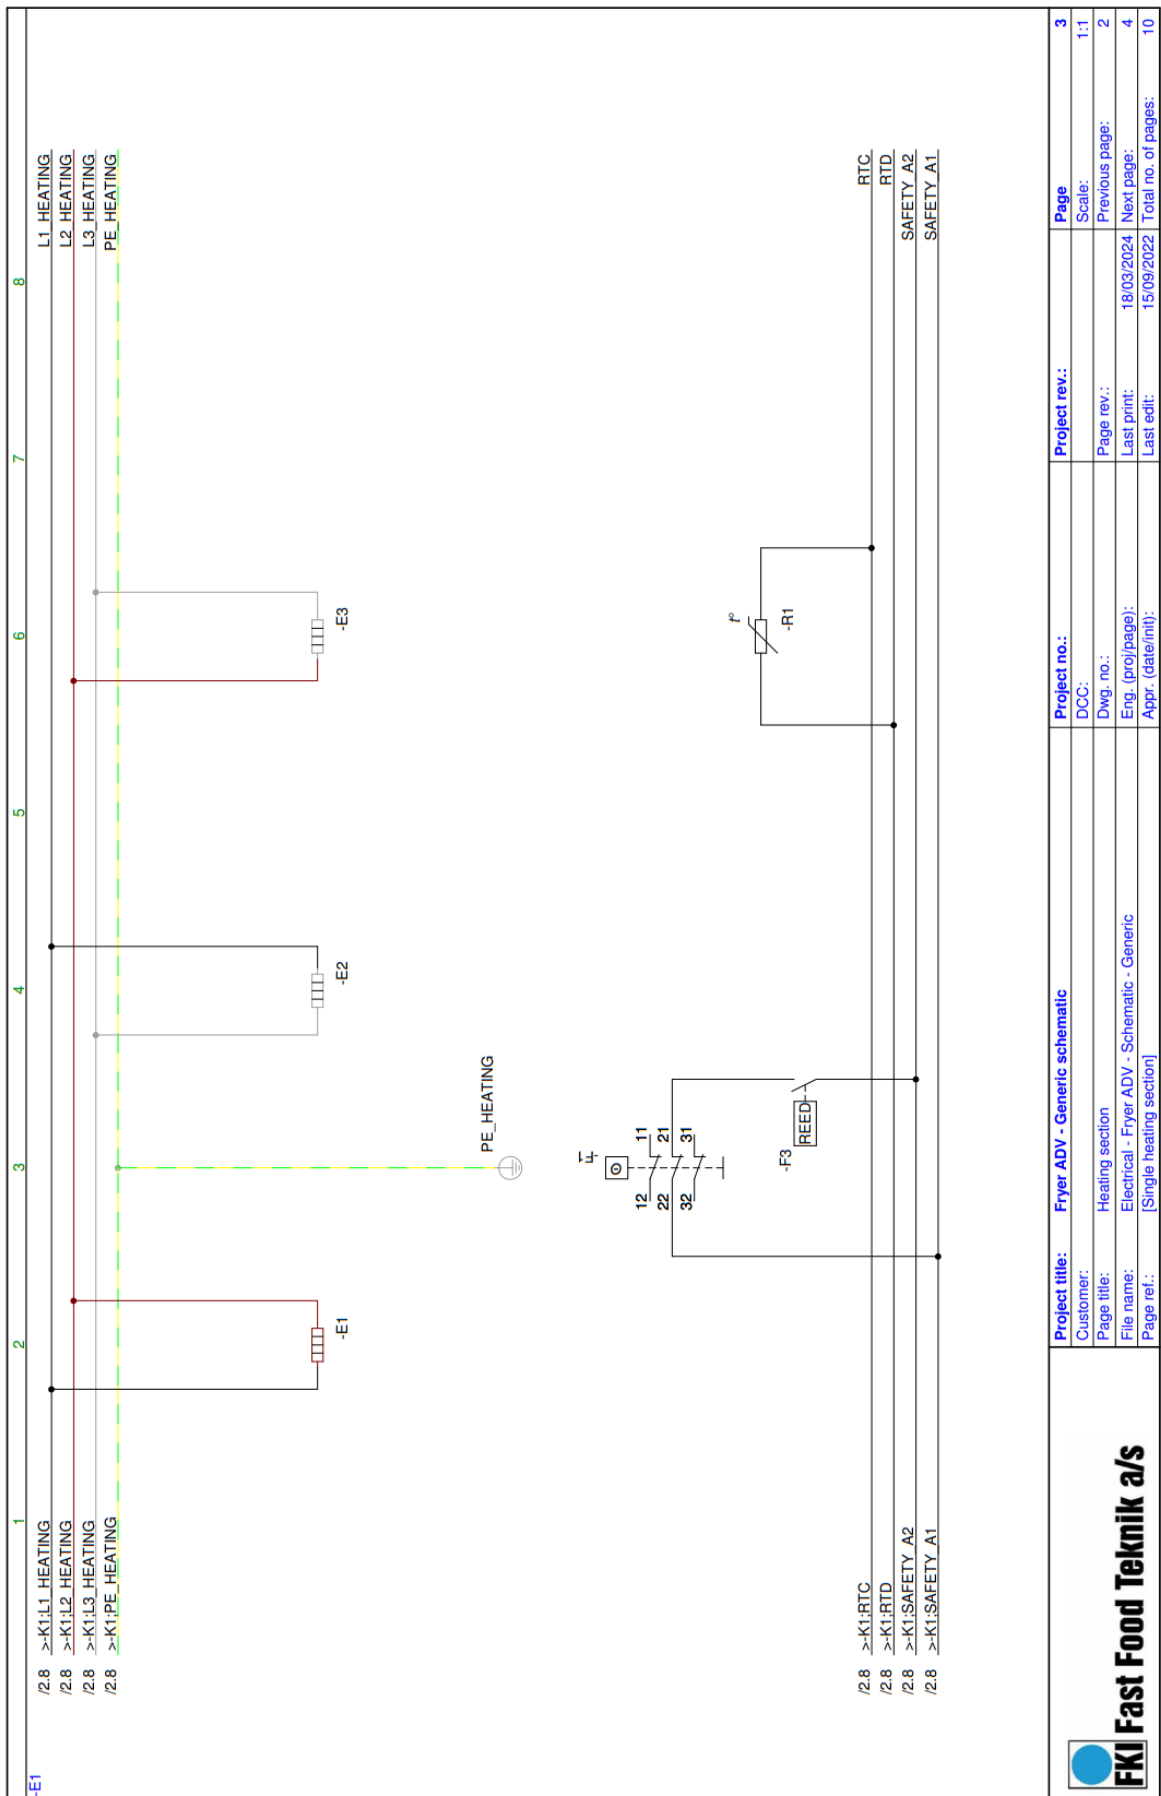 -E1
1
2
3
4
5
6
7
8
/2.8 >-K1;L1_HEATING
L1_HEATING
/2.8 >-K1;L2_HEATING
L2_HEATING
/2.8 >-K1;L3_HEATING
L3_HEATING
/2.8 >-K1;PE_HEATING
PE_HEATING
-E1
-E2
-E3
PE_HEATING
-F1
12
11
22
21
32
31
-F3
REED
t°
-R1
/2.8 >-K1;RTC
RTC
/2.8 >-K1;RTD
RTD
/2.8 >-K1;SAFETY_A2
SAFETY_A2
/2.8 >-K1;SAFETY_A1
SAFETY_A1
FKI Fast Food Teknik a/s
Project title: Fryer ADV - Generic schematic
Customer:
Page title: Heating section
File name: Electrical - Fryer ADV - Schematic - Generic
Page ref.: [Single heating section]
Project no.:
DCC:
Dwg. no.:
Eng. (proj/page):
Appr. (date/init):
Project rev.:
Page rev.:
Last print: 18/03/2024
Last edit: 15/09/2022
Page 3
Scale: 1:1
Previous page: 2
Next page: 4
Total no. of pages: 10